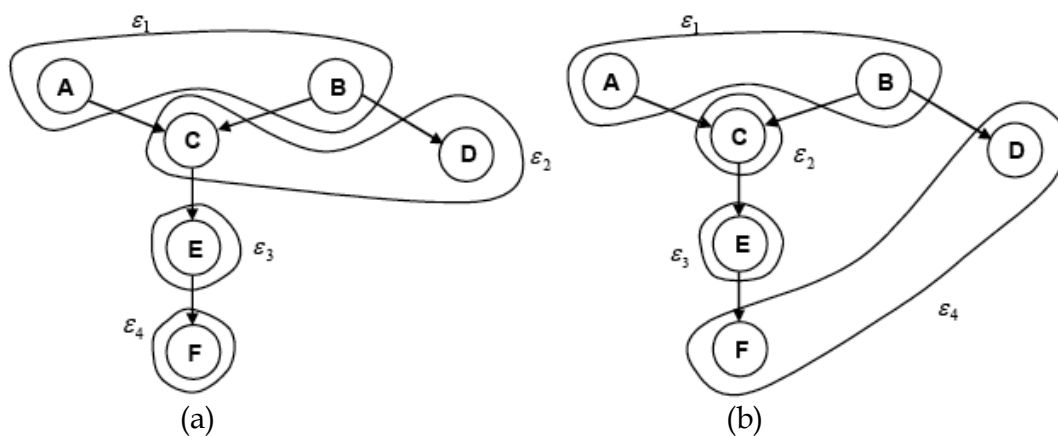 ε₁ ε₁
A B A B
C D ε₂ C ε₂ D
E ε₃ ε₃ E
ε₄ F F ε₄
(a) (b)